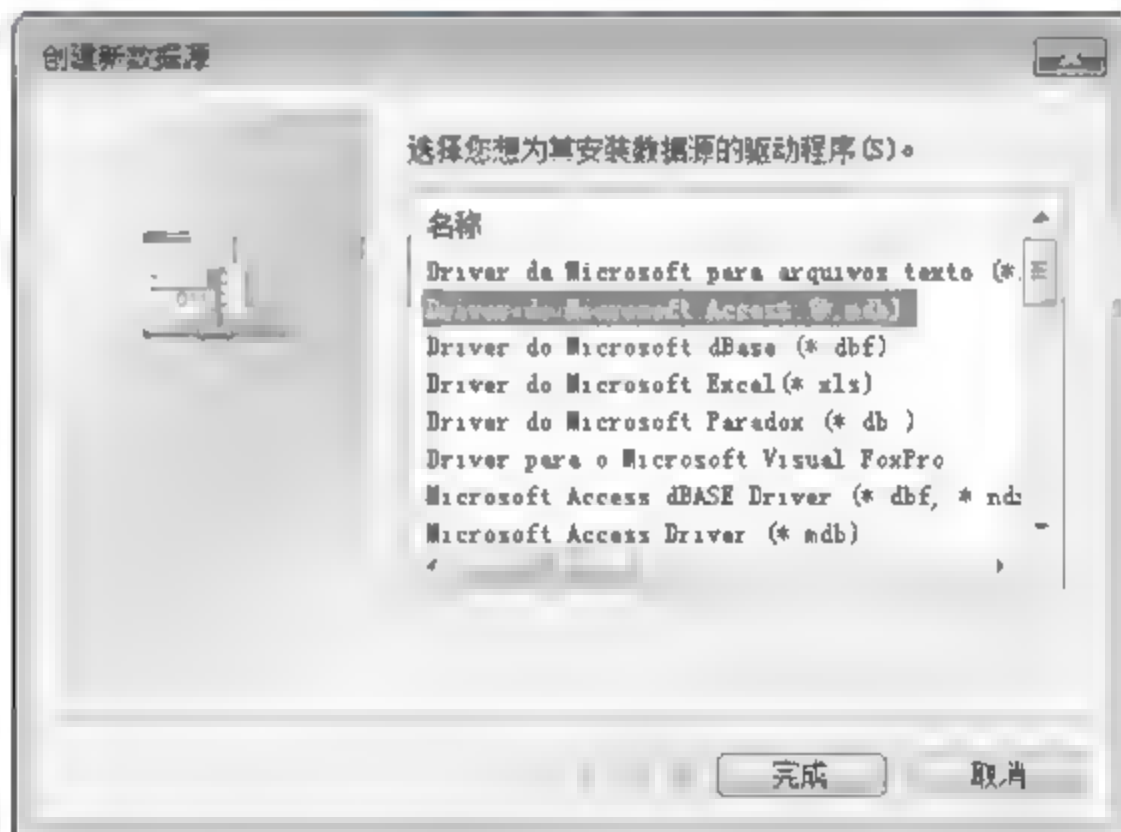 创建新数据源
选择您想为其安装数据源的驱动程序(S)。
名称
Driver da Microsoft para arquivos texto (*.
Driver do Microsoft Access (*.mdb)
Driver do Microsoft dBase (* dbf)
Driver do Microsoft Excel(* xls)
Driver do Microsoft Paradox (* db )
Driver para o Microsoft Visual FoxPro
Microsoft Access dBASE Driver (* dbf, * ndx
Microsoft Access Driver (* mdb)
完成
取消